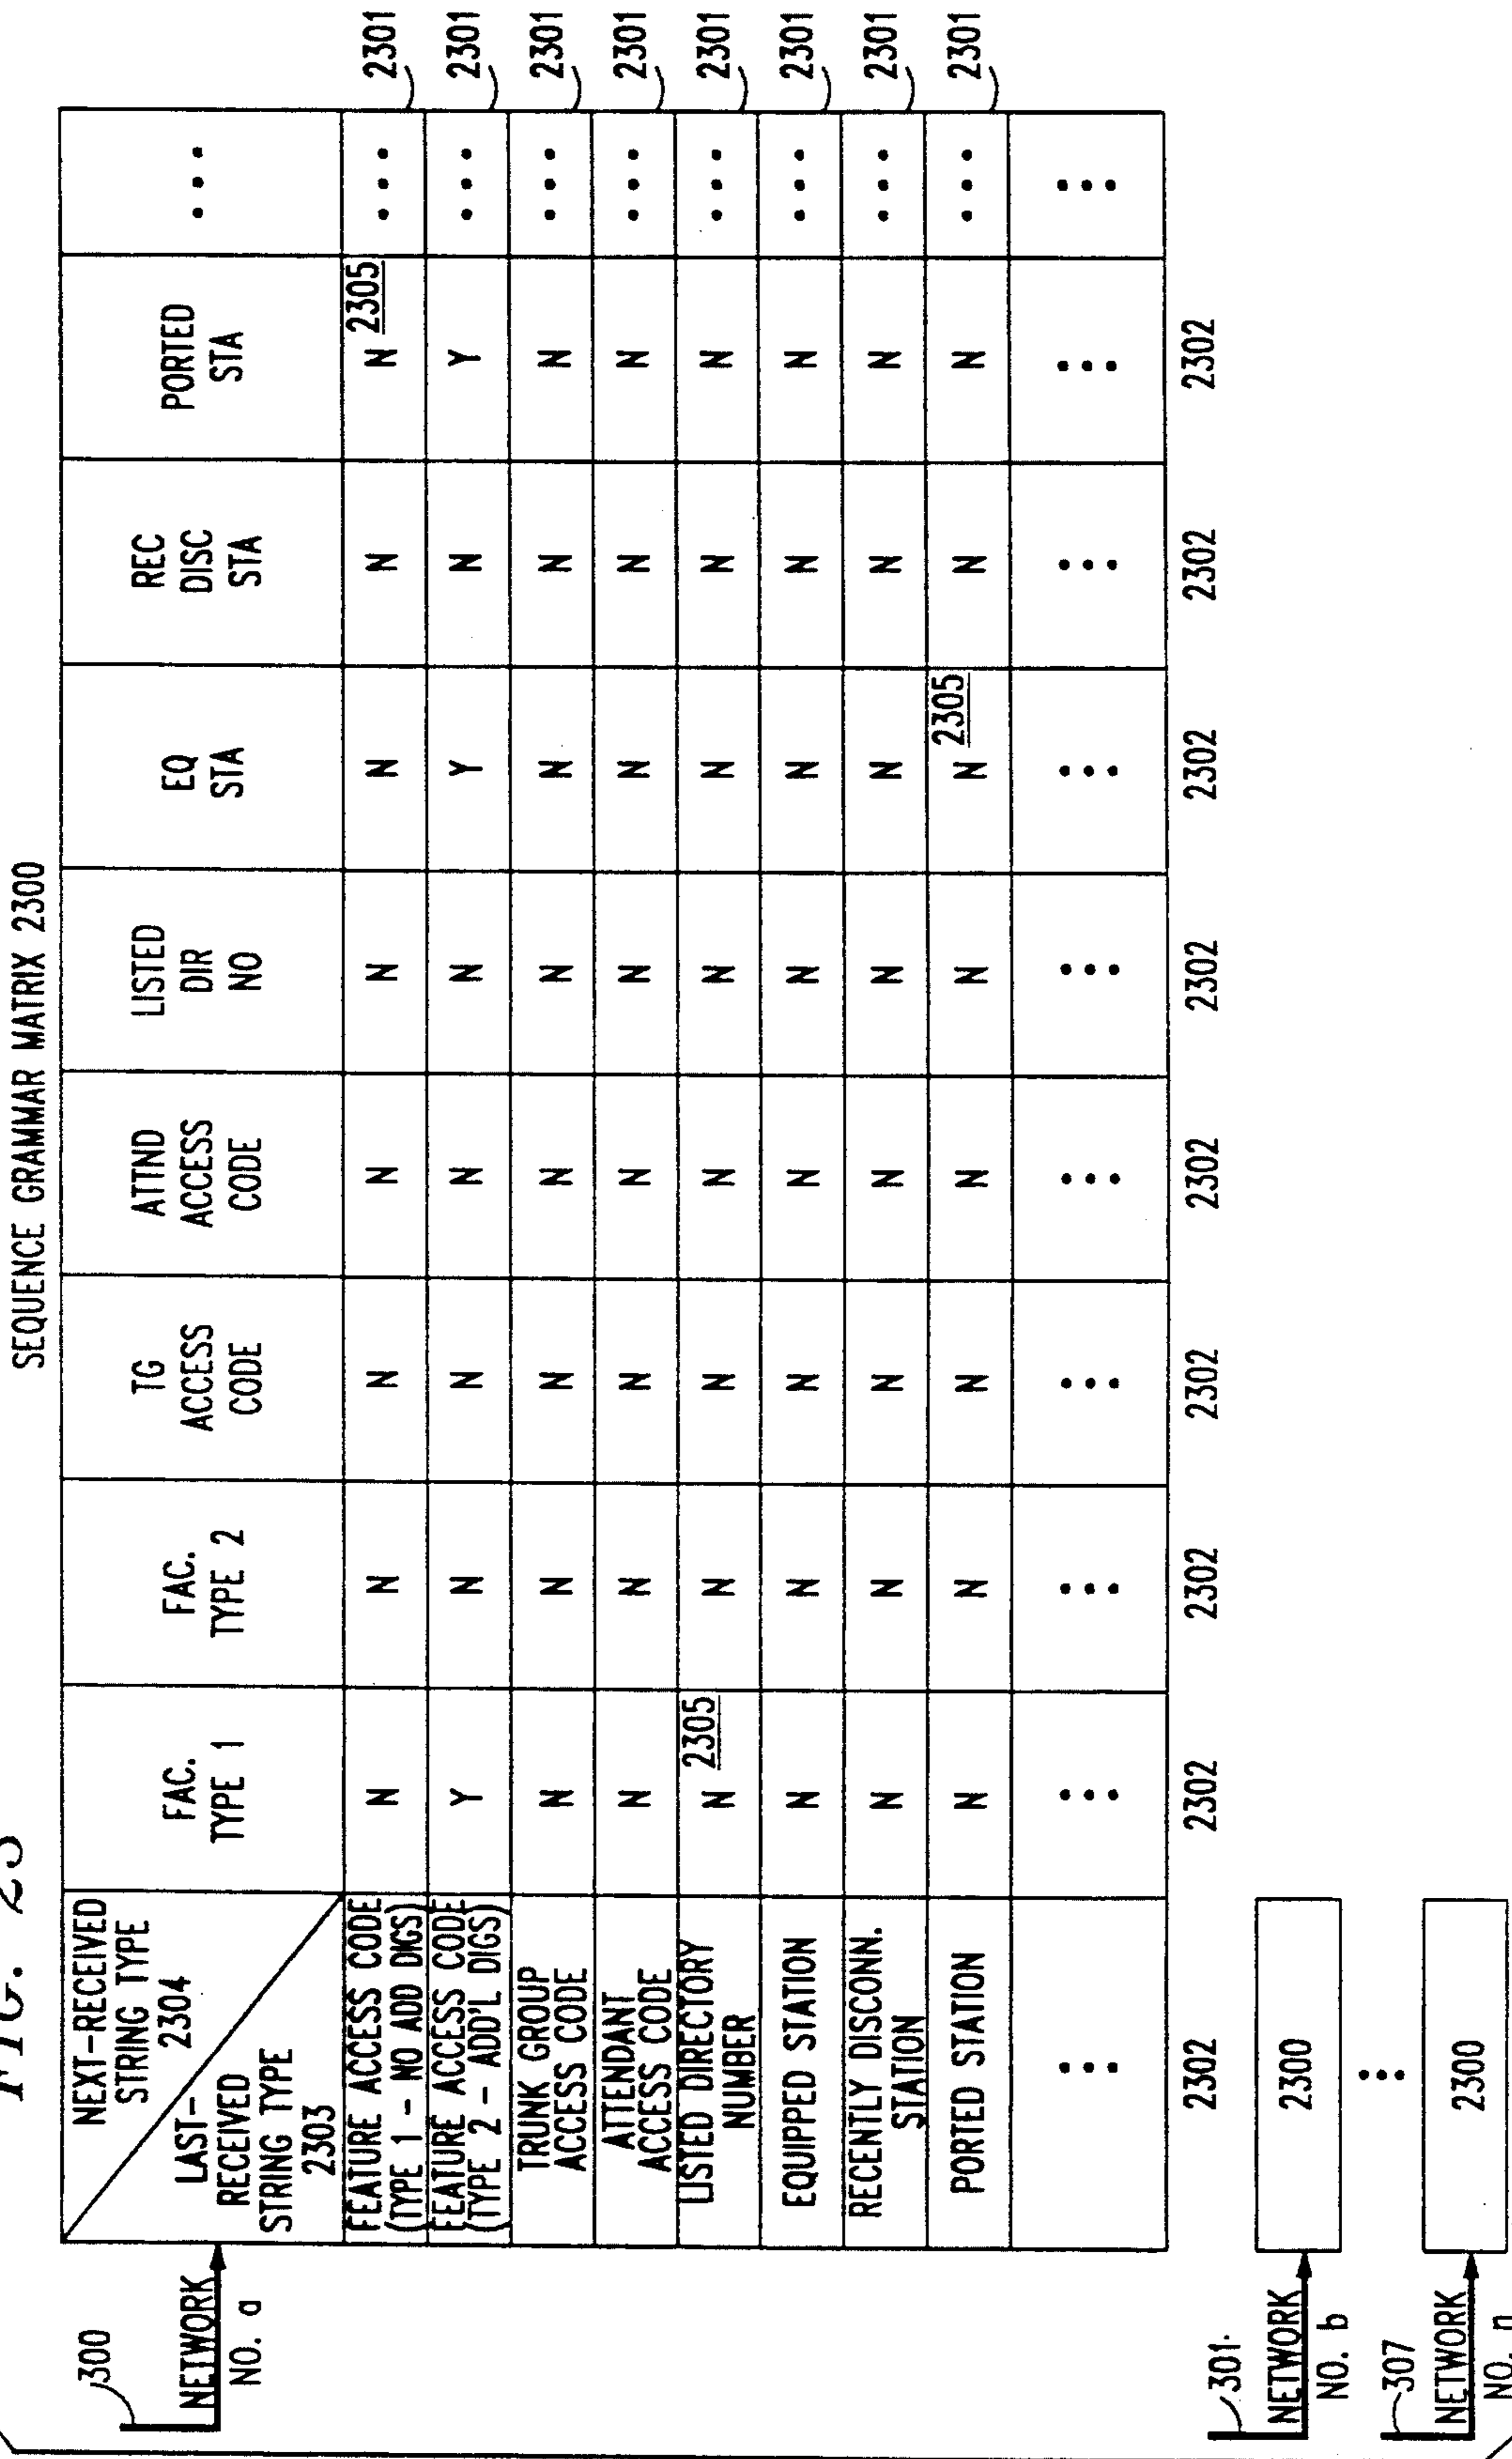 FIG. 23
SEQUENCE GRAMMAR MATRIX 2300
300
NETWORK
NO. a
NEXT-RECEIVED
STRING TYPE
2304
LAST-
RECEIVED
STRING TYPE
2303
FAC.
TYPE 1
FAC.
TYPE 2
TG
ACCESS
CODE
ATTND
ACCESS
CODE
LISTED
DIR
NO
EQ
STA
REC
DISC
STA
PORTED
STA
...
FEATURE ACCESS CODE
(TYPE 1 - NO ADD DIGS)
N N N N N N N N 2305 ... 2301
FEATURE ACCESS CODE
(TYPE 2 - ADD'L DIGS)
Y N N N N Y N Y ... 2301
TRUNK GROUP
ACCESS CODE
N N N N N N N N ... 2301
ATTENDANT
ACCESS CODE
N N N N N N N N ... 2301
LISTED DIRECTORY
NUMBER
N 2305 N N N N N N N ... 2301
EQUIPPED STATION
N N N N N N N N ... 2301
RECENTLY DISCONN.
STATION
N N N N N N N N ... 2301
PORTED STATION
N N N N N N 2305 N N ... 2301
... ... ... ... ... ... ... ... ... ...
2302 2302 2302 2302 2302 2302 2302 2302 2302
301
NETWORK
NO. b
2300
...
307
NETWORK
NO. n
2300